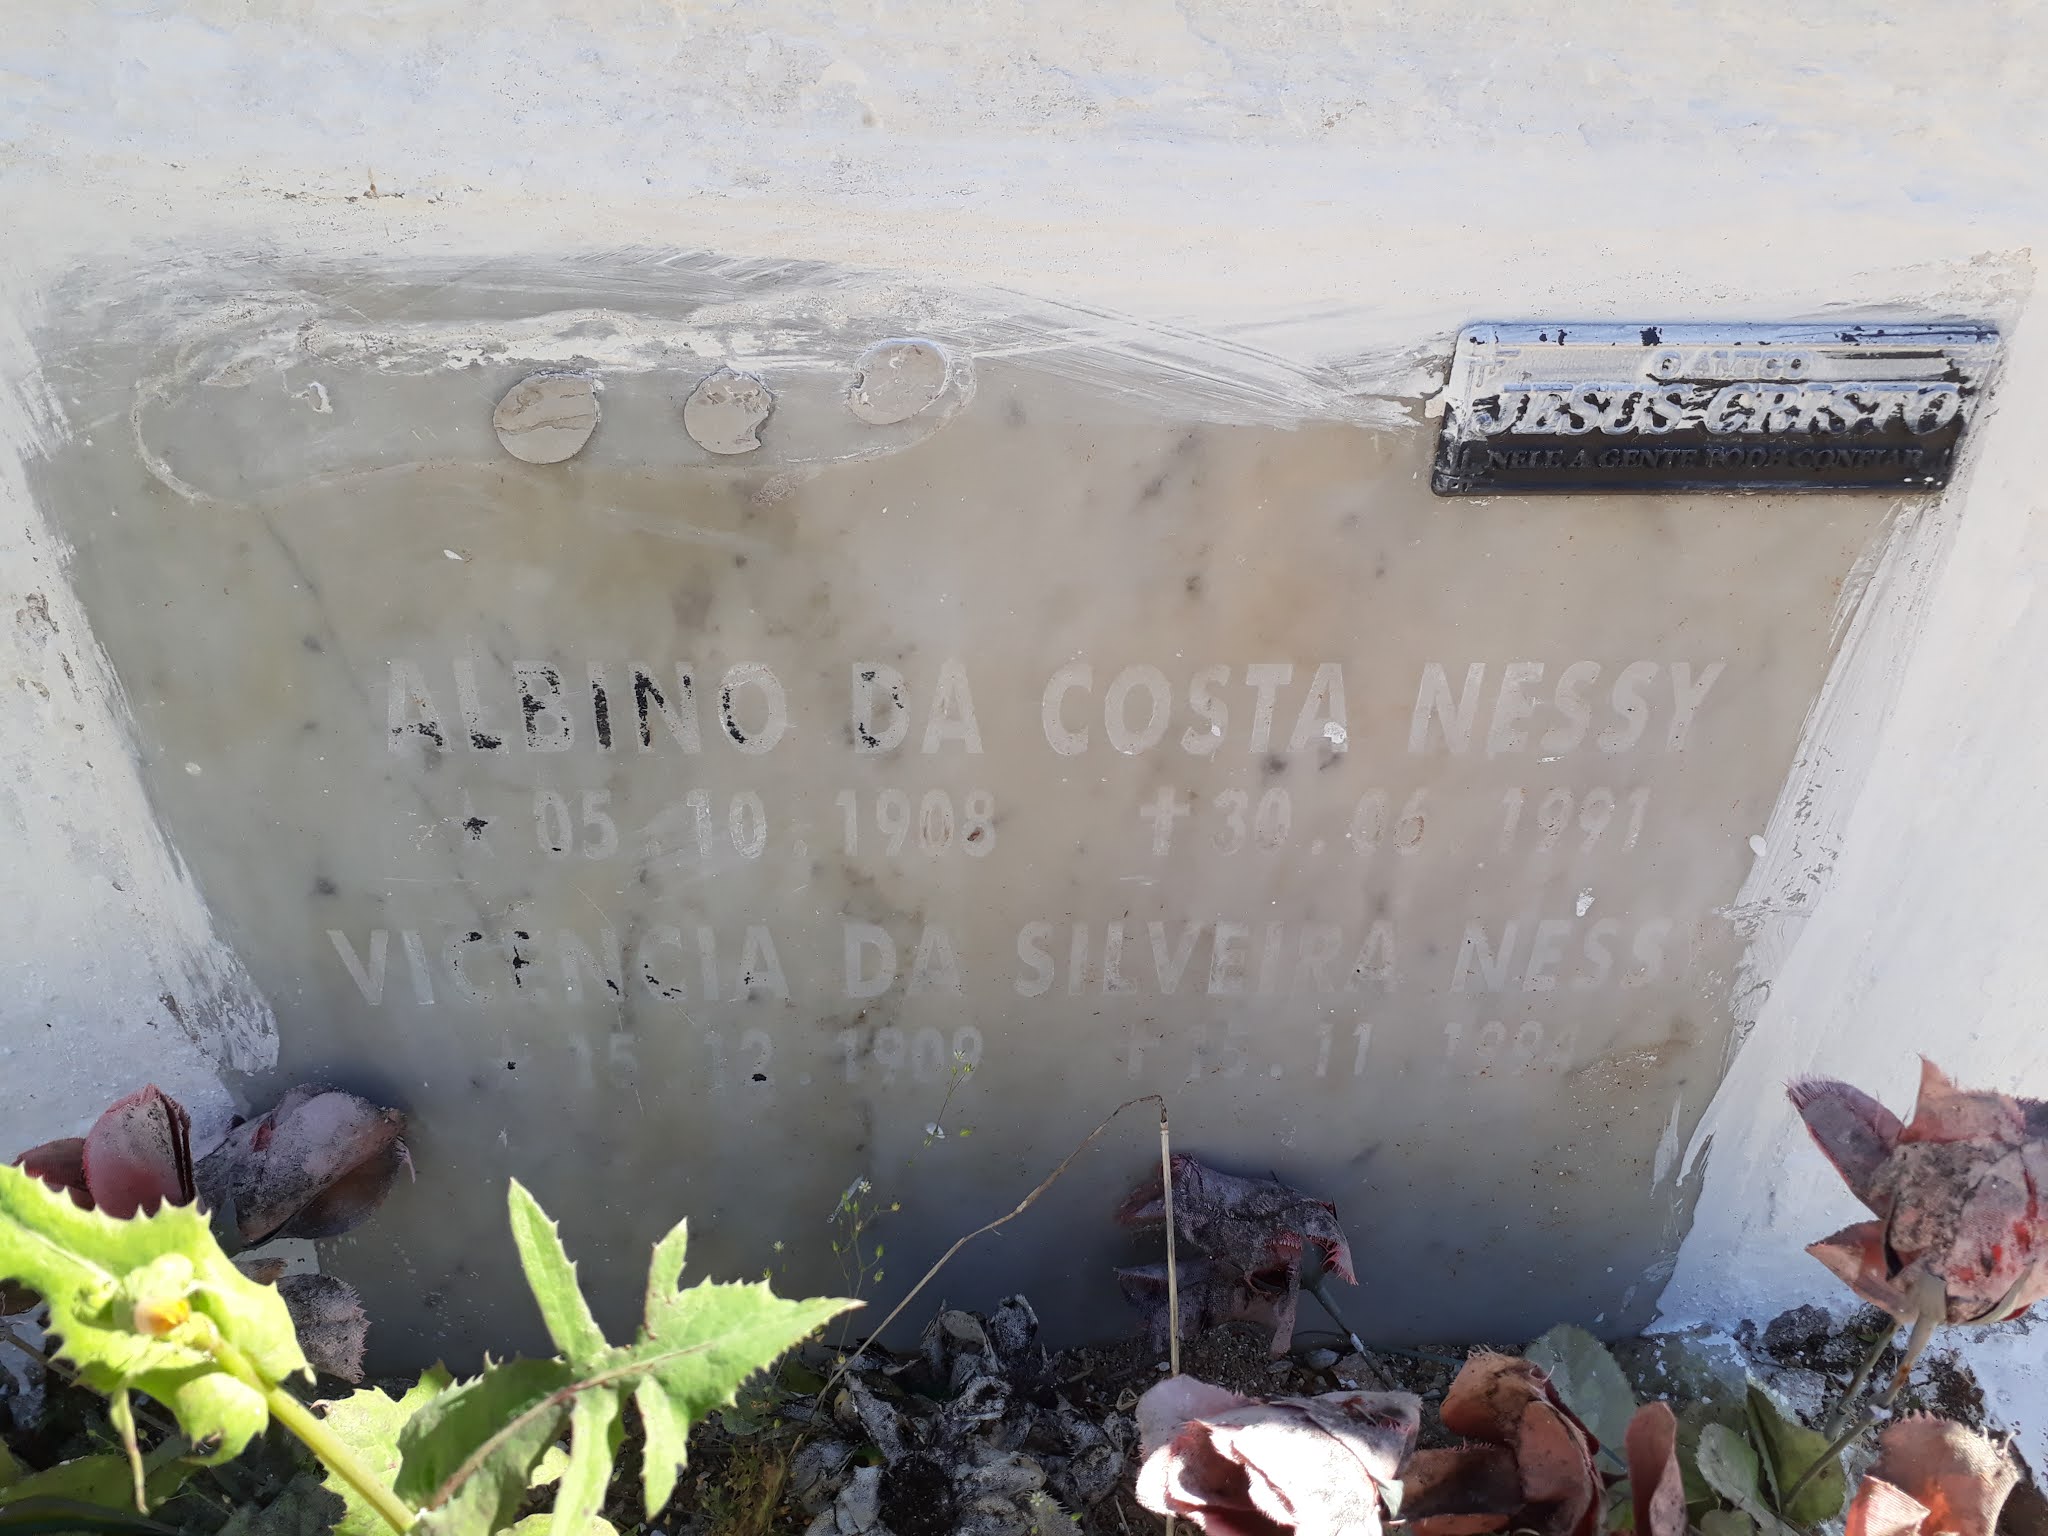 O AMIGO
JESUS-CRISTO
NELE A GENTE PODE CONFIAR
ALBINO DA COSTA NESSY
★ 05.10.1908 ✝ 30.06.1991
VICENCIA DA SILVEIRA NESSY
★ 15.12.1909 ✝ 15.11.1994